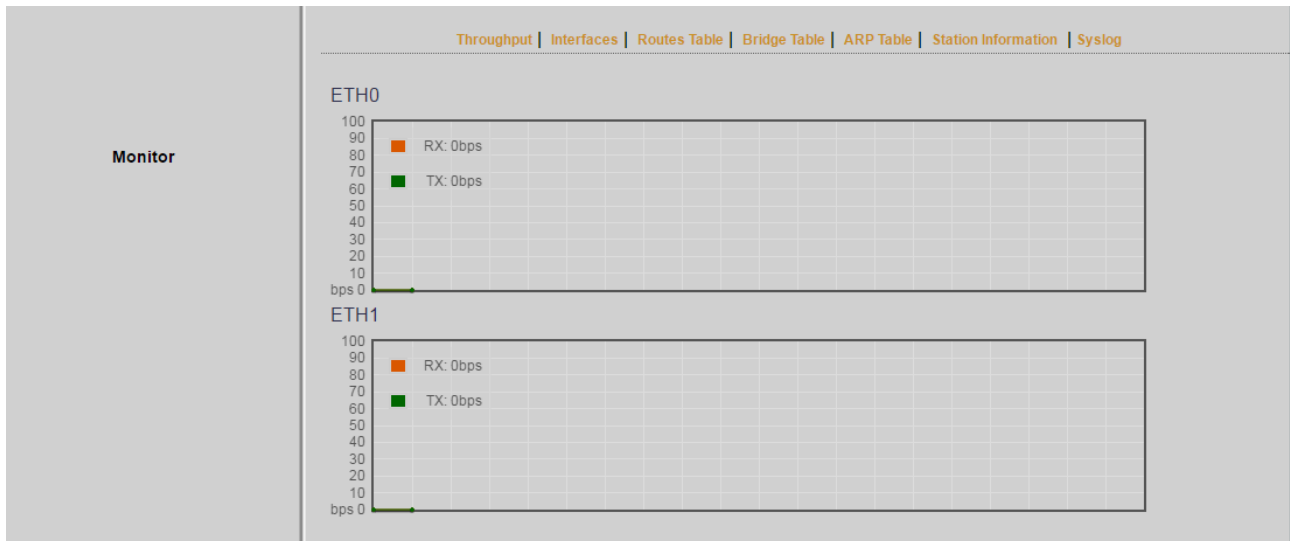 Throughput | Interfaces | Routes Table | Bridge Table | ARP Table | Station Information | Syslog
Monitor
ETH0
100
90
80
70
60
50
40
30
20
10
bps 0
RX: 0bps
TX: 0bps
ETH1
100
90
80
70
60
50
40
30
20
10
bps 0
RX: 0bps
TX: 0bps